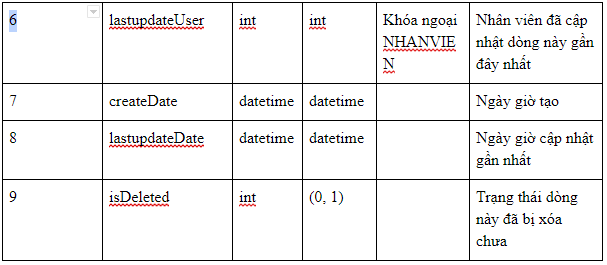 6 lastupdateUser int int Khóa ngoại Nhân viên đã cập
NHANVIE nhật dòng này gần
N đây nhất
7 createDate datetime datetime Ngày giờ tạo
8 lastupdateDate datetime datetime Ngày giờ cập nhật
gần nhất
9 isDeleted int (0, 1) Trạng thái dòng
này đã bị xóa
chưa